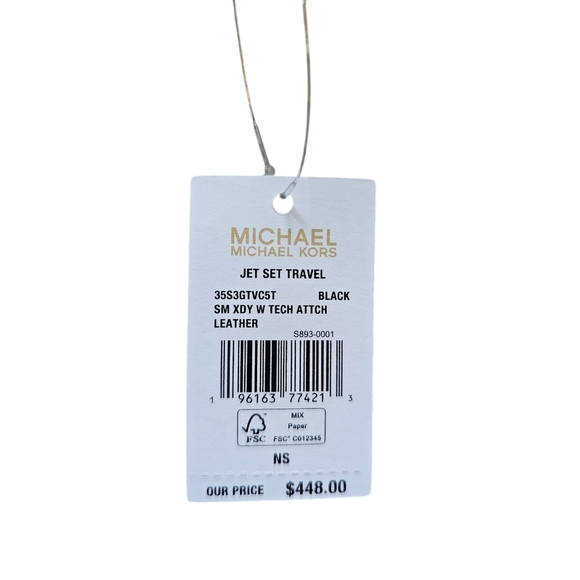 MICHAEL
MICHAEL KORS
JET SET TRAVEL
35S3GTVC5T BLACK
SM XDY W TECH ATTCH
LEATHER
S893-0001
1 96163 77421 3
FSC
MIX
Paper
FSC® C012345
NS
OUR PRICE $448.00